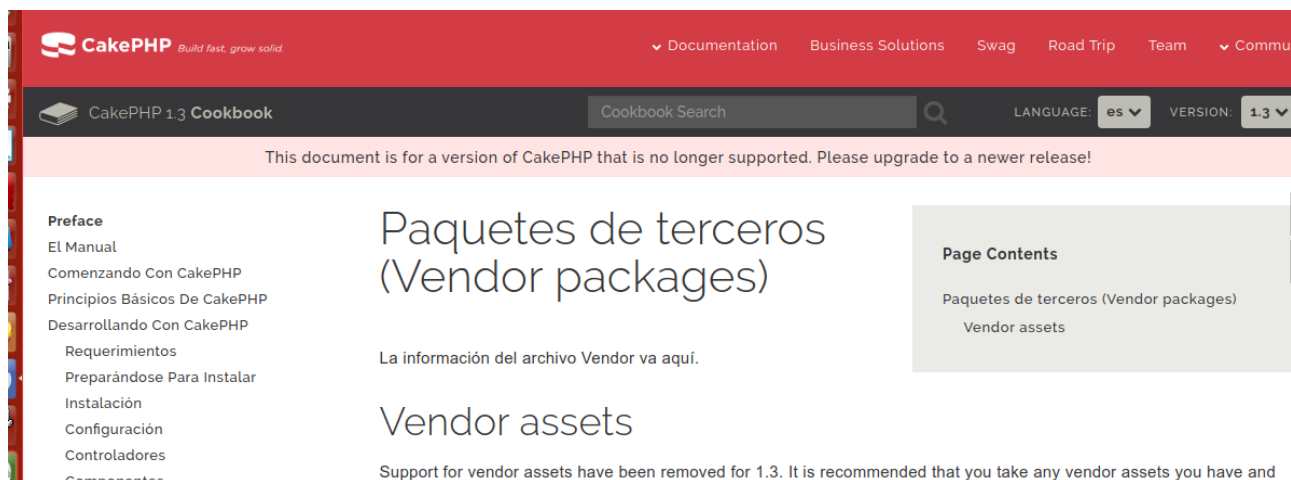 CakePHP Build fast, grow solid.
Documentation Business Solutions Swag Road Trip Team Commu
CakePHP 1.3 Cookbook
Cookbook Search
LANGUAGE: es VERSION: 1.3
This document is for a version of CakePHP that is no longer supported. Please upgrade to a newer release!
Preface
El Manual
Comenzando Con CakePHP
Principios Básicos De CakePHP
Desarrollando Con CakePHP
Requerimientos
Preparándose Para Instalar
Instalación
Configuración
Controladores
Componentes
Paquetes de terceros
(Vendor packages)
La información del archivo Vendor va aquí.
Vendor assets
Support for vendor assets have been removed for 1.3. It is recommended that you take any vendor assets you have and
Page Contents
Paquetes de terceros (Vendor packages)
Vendor assets